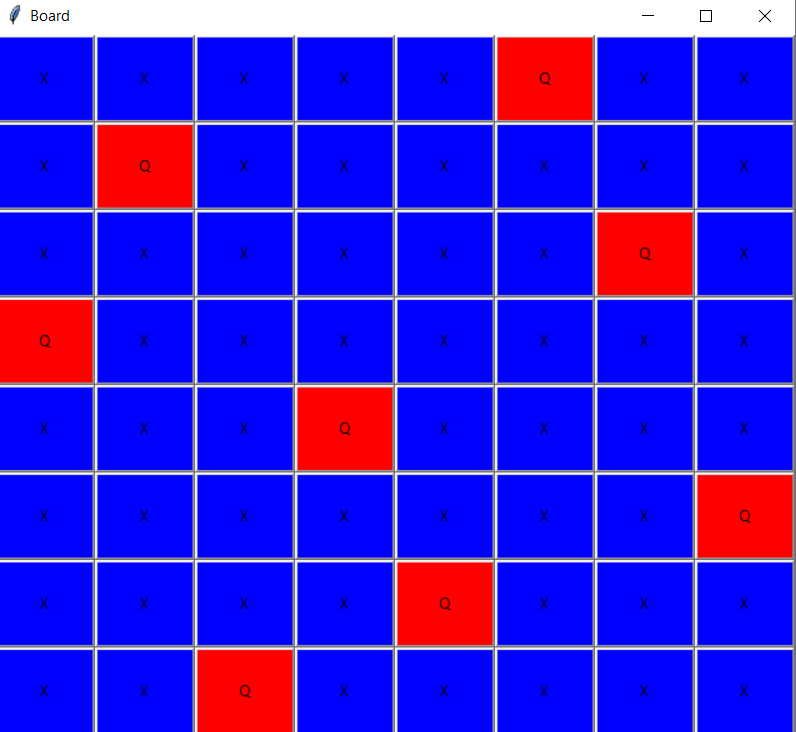 Board
X X X X X Q X X
X Q X X X X X X
X X X X X X Q X
Q X X X X X X X
X X X Q X X X X
X X X X X X X Q
X X X X Q X X X
X X Q X X X X X